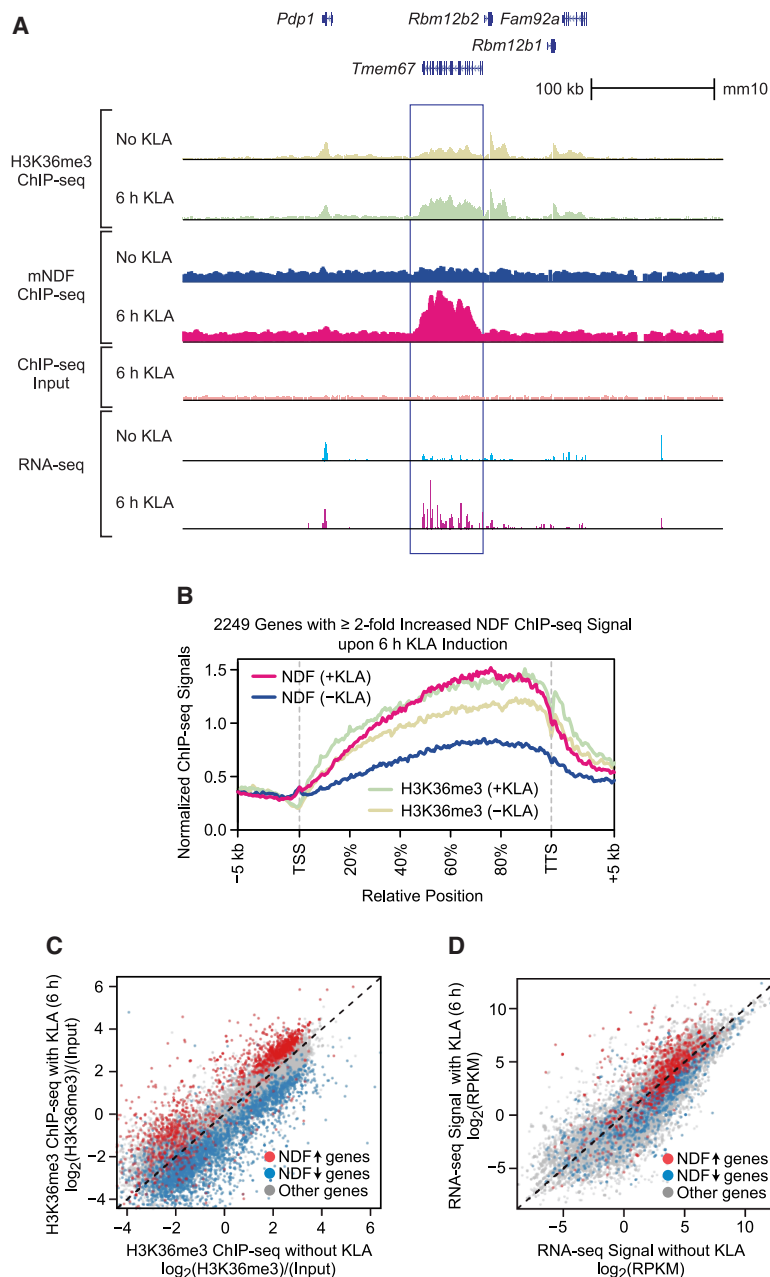 A
Pdp1
Rbm12b2
Fam92a
Rbm12b1
Tmem67
100 kb
mm10
H3K36me3
ChIP-seq
No KLA
6 h KLA
mNDF
ChIP-seq
No KLA
6 h KLA
ChIP-seq
Input
6 h KLA
RNA-seq
No KLA
6 h KLA
B
2249 Genes with ≥ 2-fold Increased NDF ChIP-seq Signal
upon 6 h KLA Induction
Normalized ChIP-seq Signals
1.5
1.0
0.5
0.0
NDF (+KLA)
NDF (−KLA)
H3K36me3 (+KLA)
H3K36me3 (−KLA)
−5 kb
TSS
20%
40%
60%
80%
TTS
+5 kb
Relative Position
C
H3K36me3 ChIP-seq with KLA (6 h)
log2(H3K36me3)/(Input)
6
4
2
0
−2
−4
NDF ↑ genes
NDF ↓ genes
Other genes
−4
−2
0
2
4
6
H3K36me3 ChIP-seq without KLA
log2(H3K36me3)/(Input)
D
RNA-seq Signal with KLA (6 h)
log2(RPKM)
10
5
0
−5
NDF ↑ genes
NDF ↓ genes
Other genes
−5
0
5
10
RNA-seq Signal without KLA
log2(RPKM)